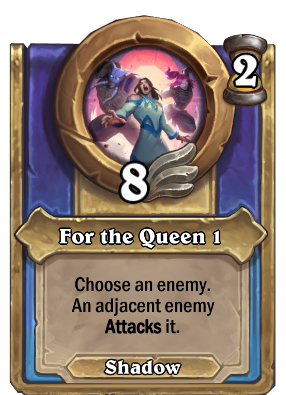 2
8
For the Queen 1
Choose an enemy.
An adjacent enemy
Attacks it.
Shadow